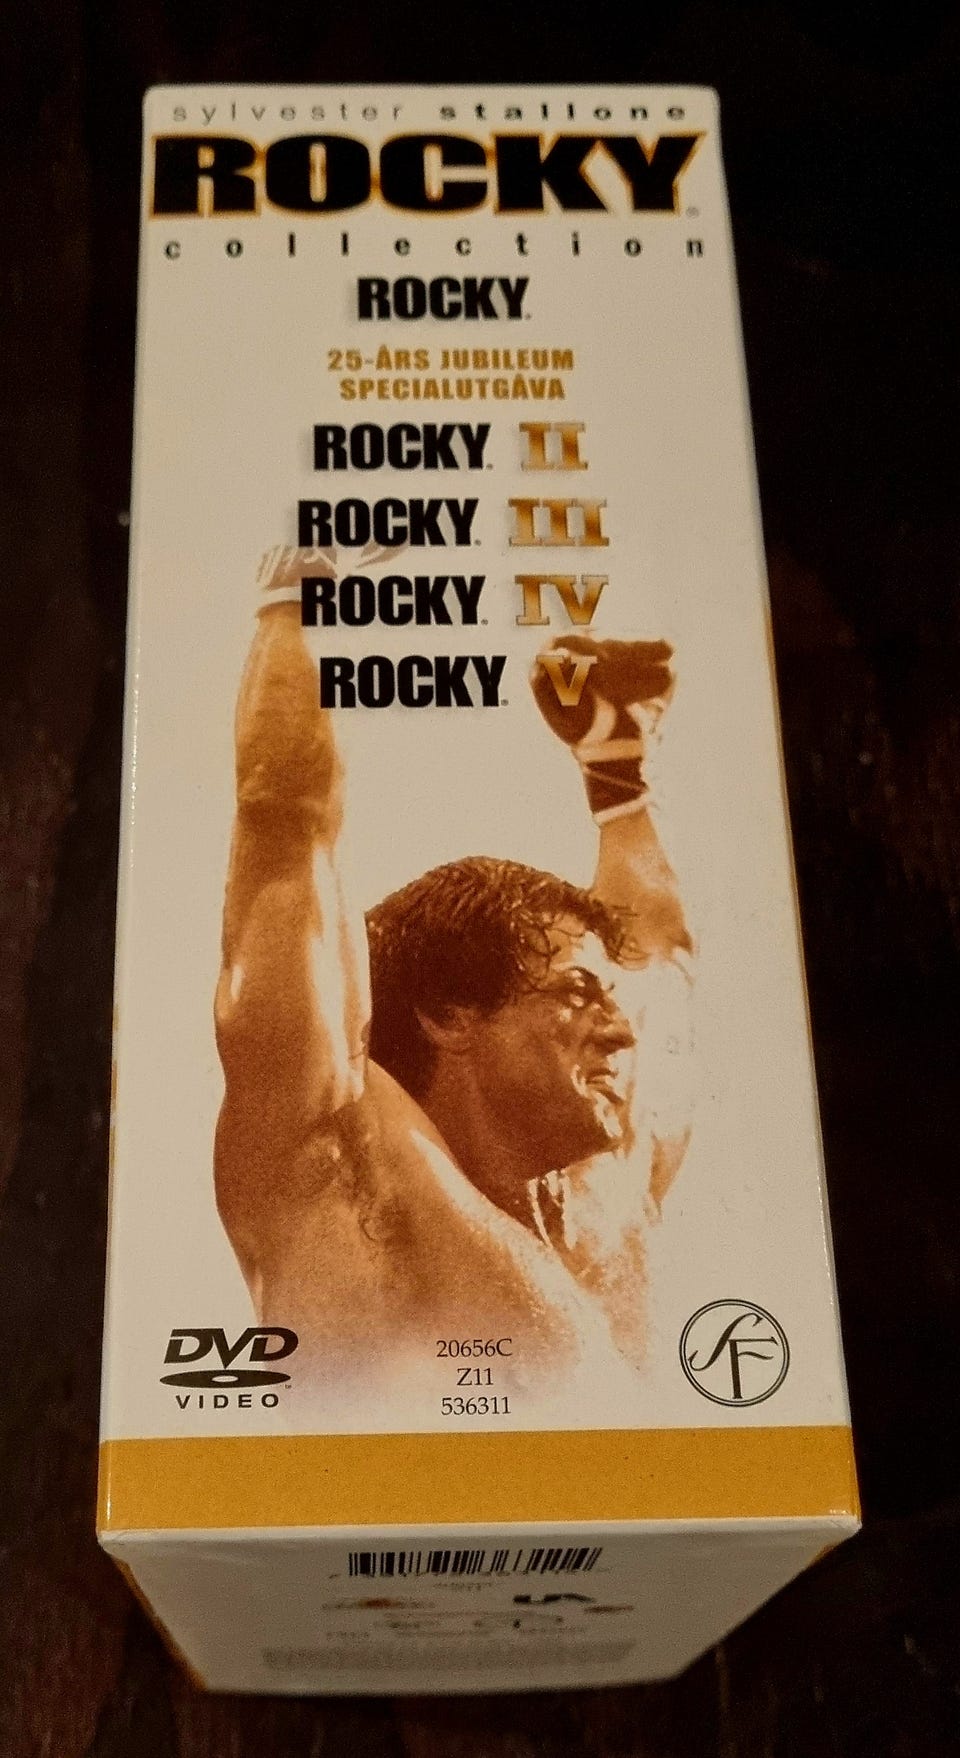 sylvester stallone
ROCKY
collection
ROCKY
25-ÅRS JUBILEUM
SPECIALUTGÅVA
ROCKY II
ROCKY III
ROCKY IV
ROCKY V
DVD
VIDEO
20656C
Z11
536311
SF